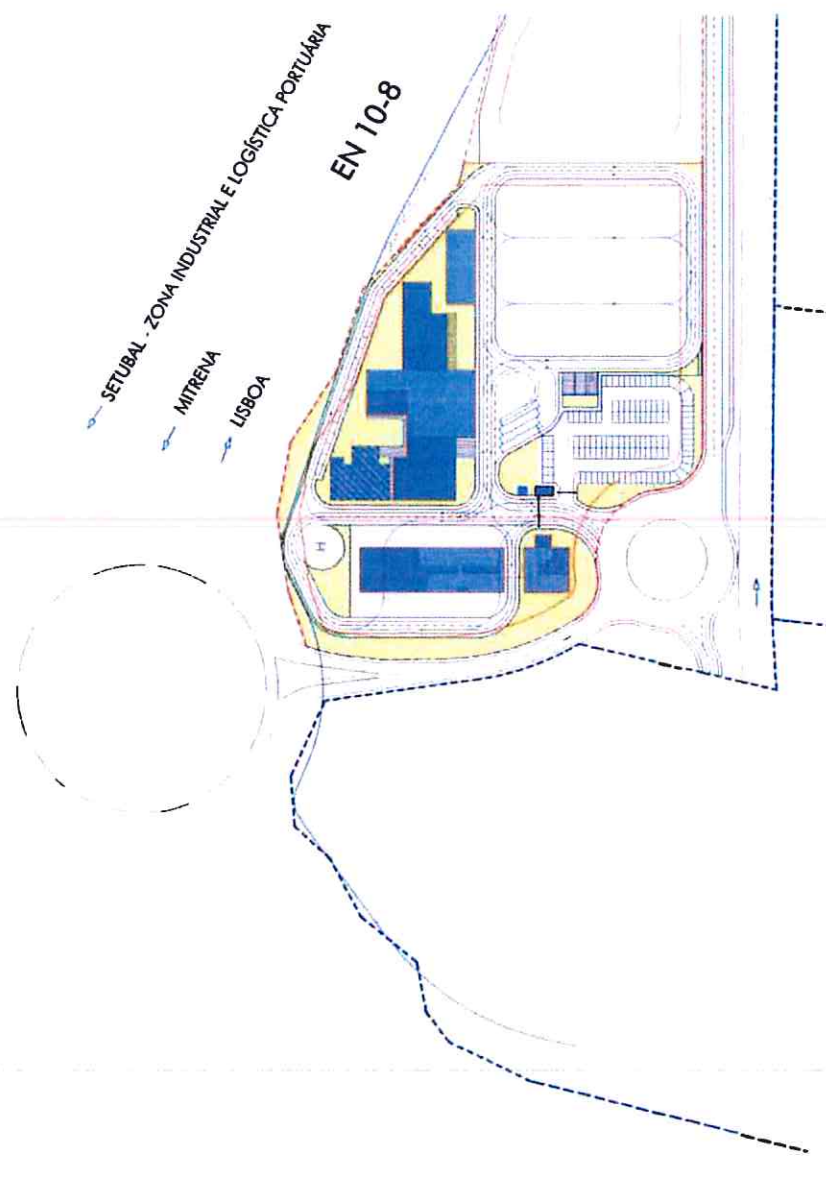 SETUBAL - ZONA INDUSTRIAL E LOGÍSTICA PORTUÁRIA
MITRENA
LISBOA
EN 10-8
H